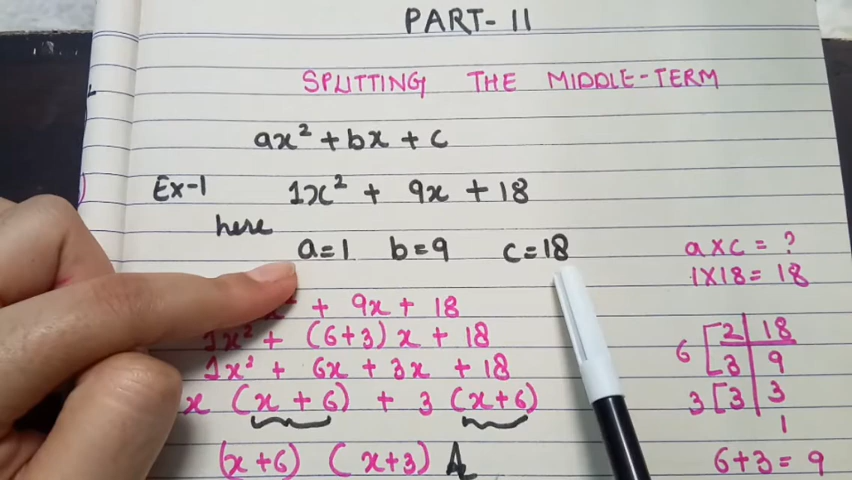 PART-11
SPLITTING THE MIDDLE-TERM
ax² + bx + c
Ex-1 1x² + 9x + 18
here
a=1 b=9 c=18
a×c = ?
1×18 = 18
+ 9x + 18
1x² + (6+3)x + 18
1x² + 6x + 3x + 18
x (x+6) + 3 (x+6)
(x+6) (x+3)
6 2 18
3 9
3 3 3
1
6+3 = 9